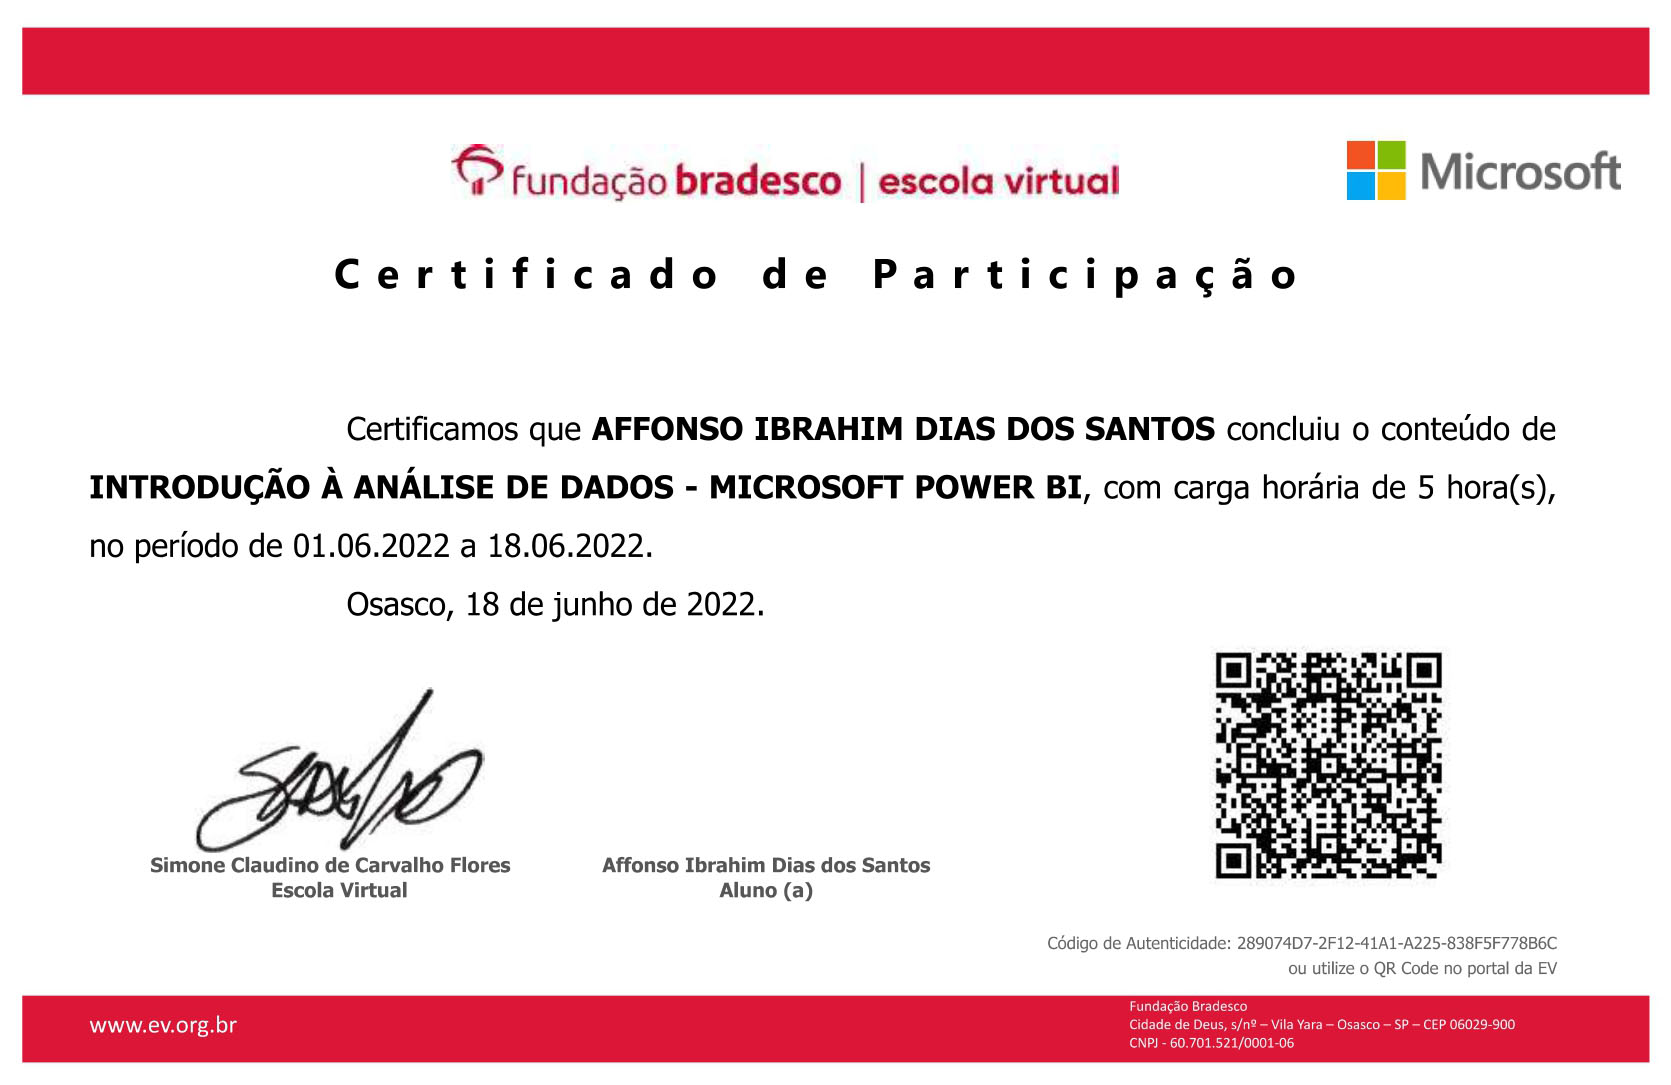 fundação bradesco | escola virtual
Microsoft
Certificado de Participação
Certificamos que AFFONSO IBRAHIM DIAS DOS SANTOS concluiu o conteúdo de
INTRODUÇÃO À ANÁLISE DE DADOS - MICROSOFT POWER BI, com carga horária de 5 hora(s),
no período de 01.06.2022 a 18.06.2022.
Osasco, 18 de junho de 2022.
Simone Claudino de Carvalho Flores
Escola Virtual
Affonso Ibrahim Dias dos Santos
Aluno (a)
Código de Autenticidade: 289074D7-2F12-41A1-A225-838F5F778B6C
ou utilize o QR Code no portal da EV
www.ev.org.br
Fundação Bradesco
Cidade de Deus, s/nº – Vila Yara – Osasco – SP – CEP 06029-900
CNPJ - 60.701.521/0001-06